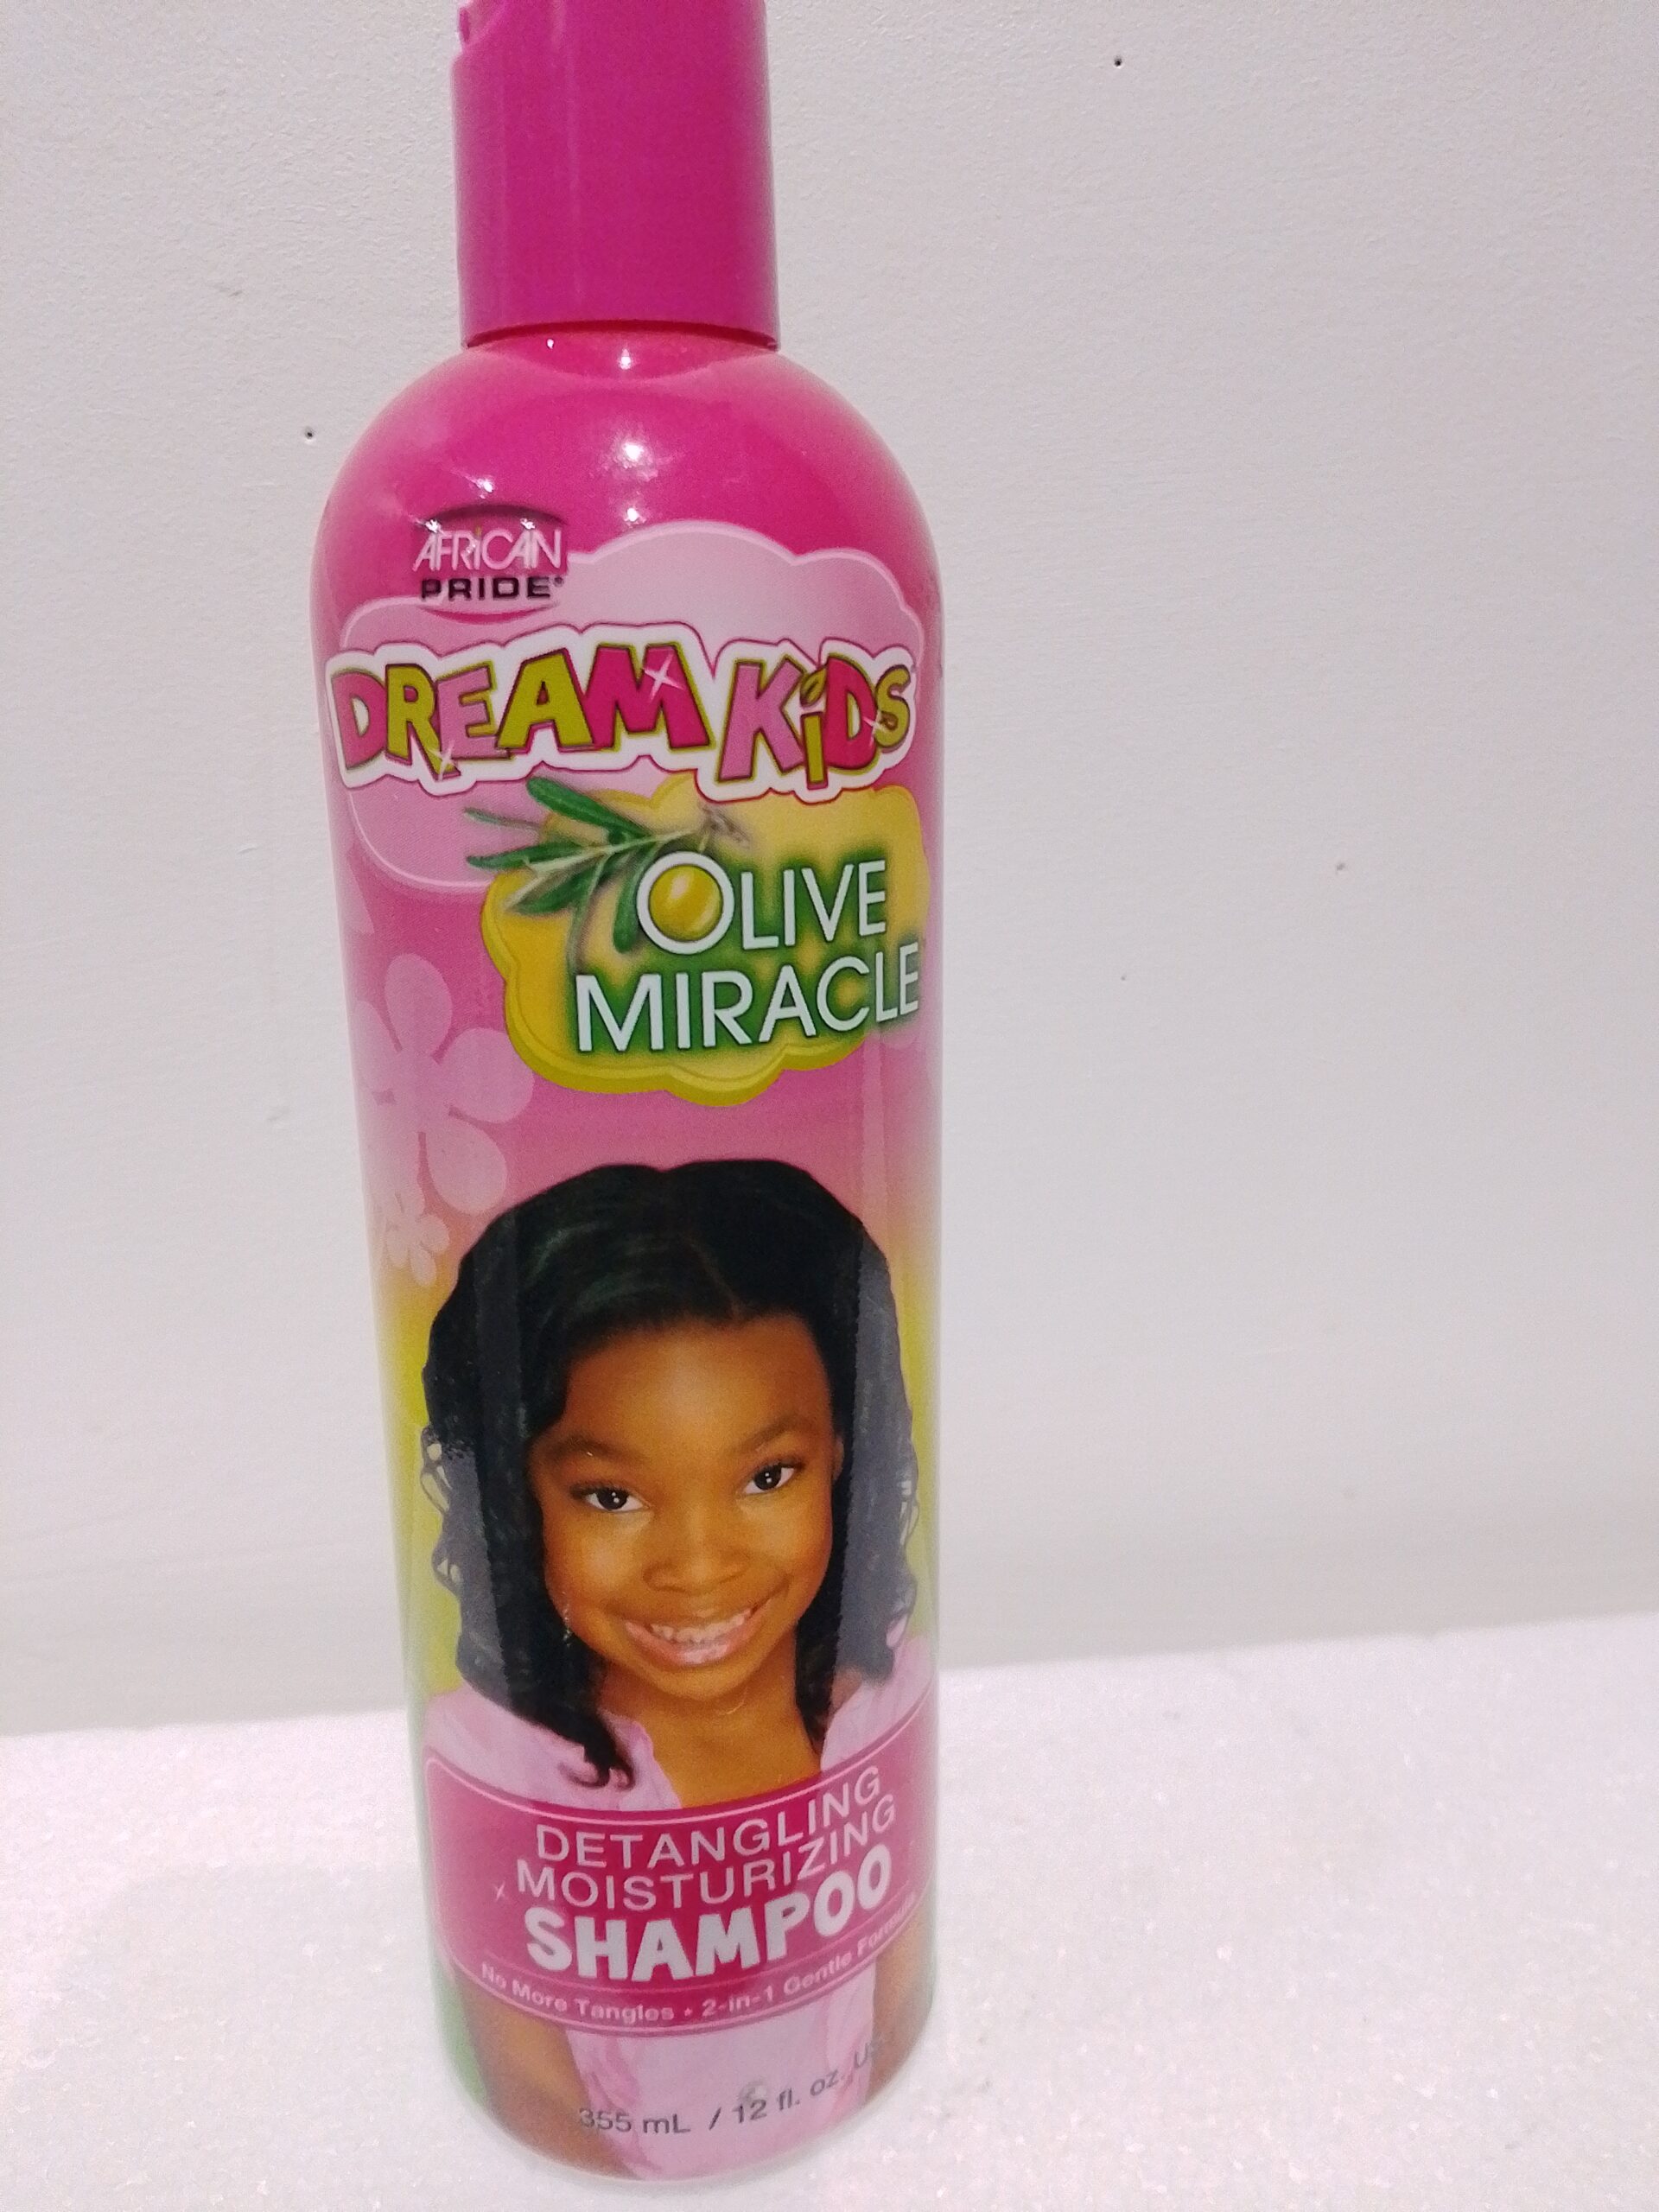 AFRICAN
PRIDE®
DREAM KiDS
OLIVE
MIRACLE
DETANGLING
MOISTURIZING
SHAMPOO
No More Tangles • 2-in-1 Gentle Formula
355 mL / 12 fl. oz.